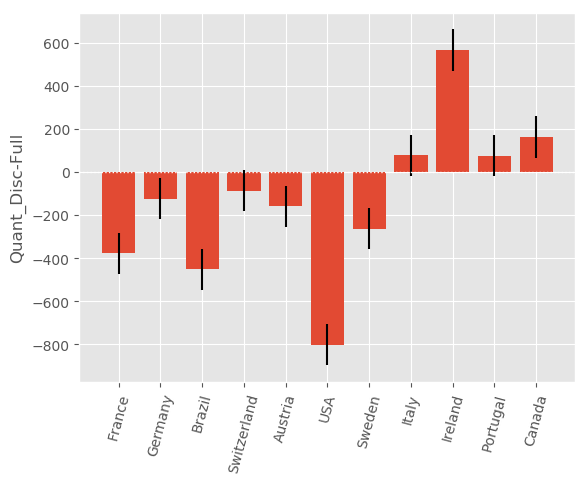 Quant_Disc-Full
600
400
200
0
−200
−400
−600
−800
France
Germany
Brazil
Switzerland
Austria
USA
Sweden
Italy
Ireland
Portugal
Canada